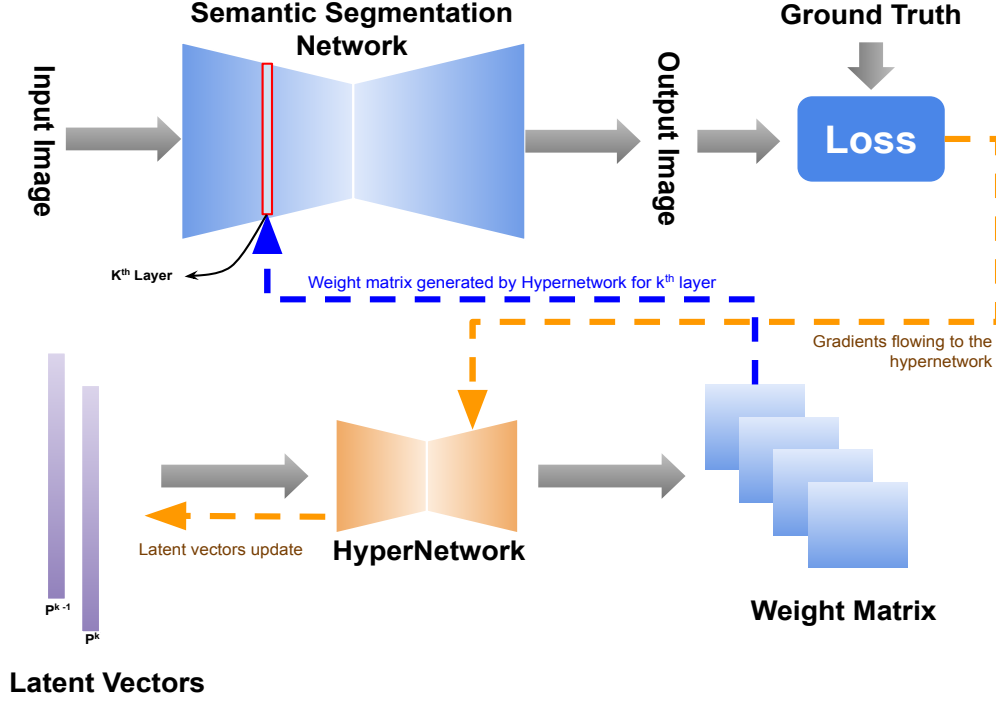 Semantic Segmentation
Network
Ground Truth
Input Image
Output Image
Loss
Kᵗʰ Layer
Weight matrix generated by Hypernetwork for kᵗʰ layer
Gradients flowing to the
hypernetwork
Latent vectors update
HyperNetwork
Pᵏ⁻¹
Pᵏ
Weight Matrix
Latent Vectors